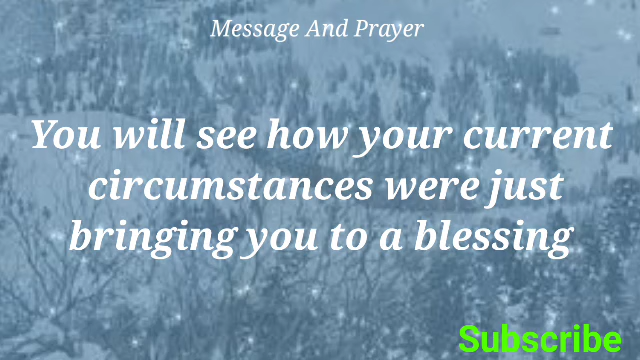 Message And Prayer
You will see how your current
circumstances were just
bringing you to a blessing
Subscribe